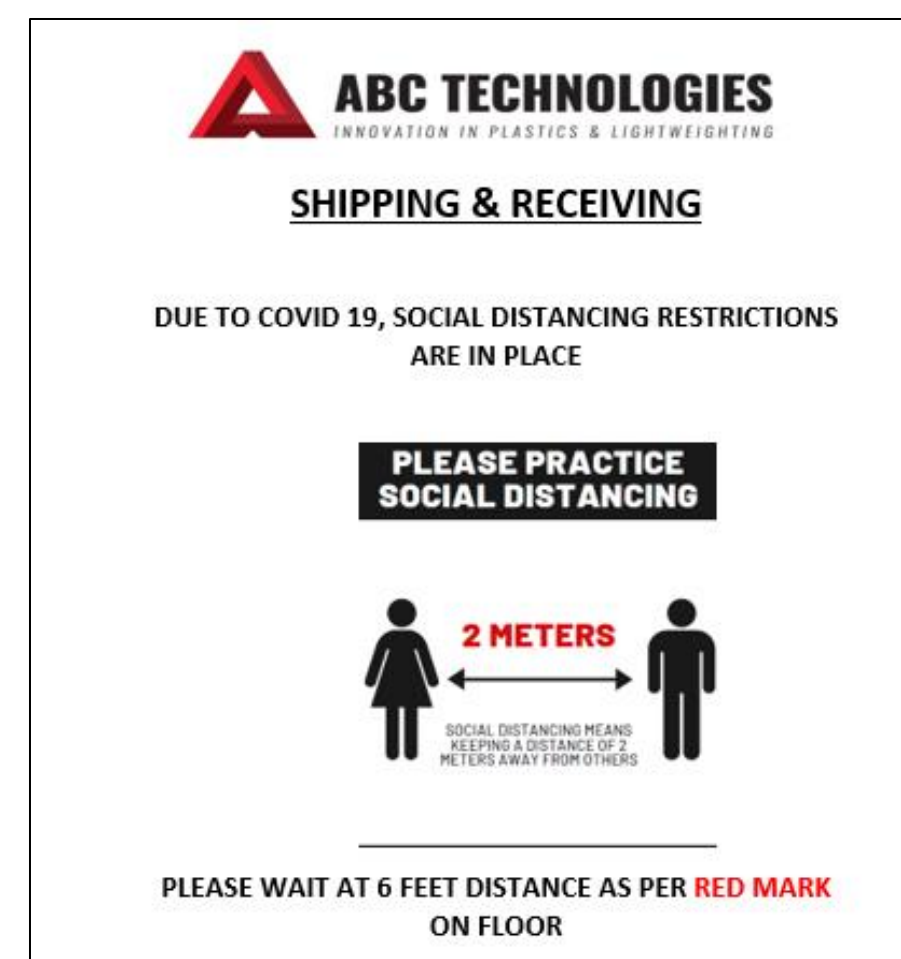 ABC TECHNOLOGIES
INNOVATION IN PLASTICS & LIGHTWEIGHTING
SHIPPING & RECEIVING
DUE TO COVID 19, SOCIAL DISTANCING RESTRICTIONS
ARE IN PLACE
PLEASE PRACTICE
SOCIAL DISTANCING
2 METERS
SOCIAL DISTANCING MEANS
KEEPING A DISTANCE OF 2
METERS AWAY FROM OTHERS
PLEASE WAIT AT 6 FEET DISTANCE AS PER RED MARK
ON FLOOR